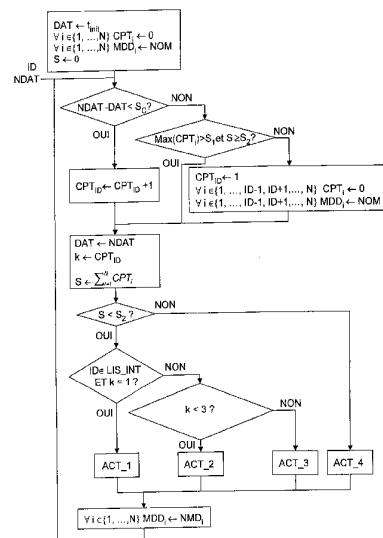 DAT ← t_init
∀ i ∈{1, ...,N} CPT_i ←0
∀ i ∈{1, ...,N} MDD_i← NOM
S ←0
ID
NDAT
NDAT -DAT< S_0?
NON
OUI
Max(CPT_i)>S_1 et S ≥S_2?
NON
OUI
CPT_ID← CPT_ID +1
CPT_ID← 1
∀ i ∈{1, ..., ID-1, ID+1,..., N} CPT_i ← 0
∀ i ∈{1, ..., ID-1, ID+1,..., N} MDD_i← NOM
DAT ← NDAT
k ← CPT_ID
S← ∑_{i=1}^{N} CPT_i
S < S_2 ?
NON
OUI
ID∈ LIS_INT
ET k = 1 ?
NON
OUI
k < 3 ?
NON
OUI
ACT_1
ACT_2
ACT_3
ACT_4
∀ i ∈{1, ...,N} MDD_i ← NMD_i